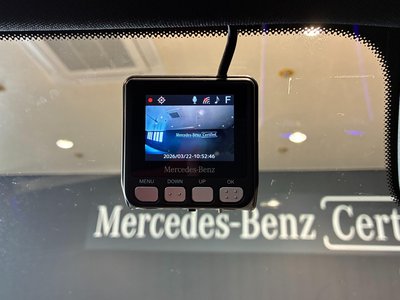 F
Mercedes-Benz Certified
2026/03/22-10:52:46
Mercedes-Benz
MENU DOWN UP OK
Mercedes-Benz Cert